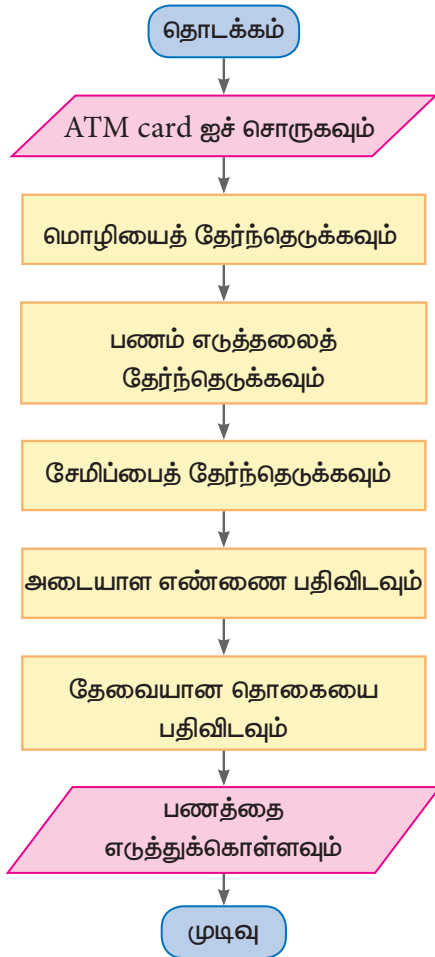 தொடக்கம்
ATM card ஐச் சொருகவும்
மொழியைத் தேர்ந்தெடுக்கவும்
பணம் எடுத்தலைத்
தேர்ந்தெடுக்கவும்
சேமிப்பைத் தேர்ந்தெடுக்கவும்
அடையாள எண்ணை பதிவிடவும்
தேவையான தொகையை
பதிவிடவும்
பணத்தை
எடுத்துக்கொள்ளவும்
முடிவு